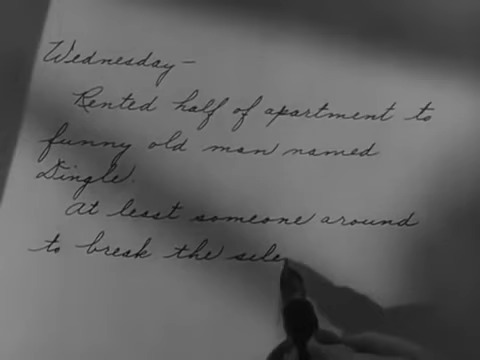 Wednesday —
Rented half of apartment to
funny old man named
Dingle.
At least someone around
to break the sile